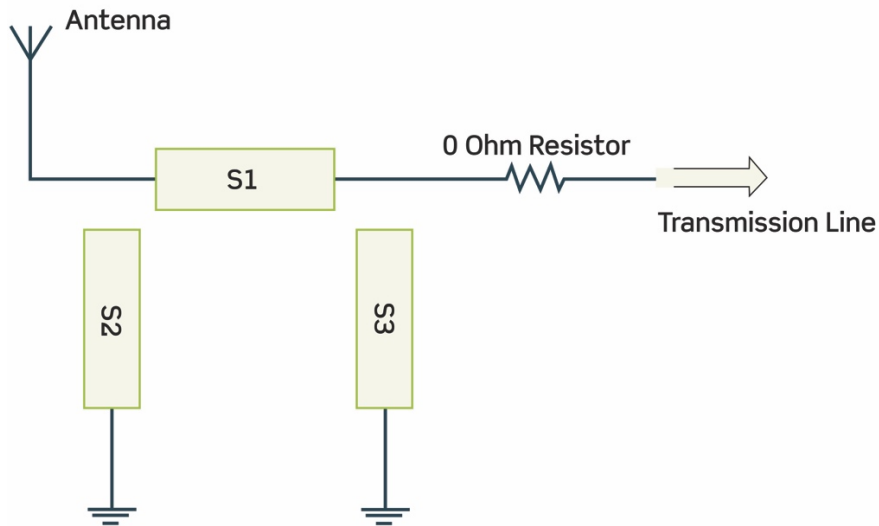 Antenna
0 Ohm Resistor
S1
Transmission Line
S2
S3